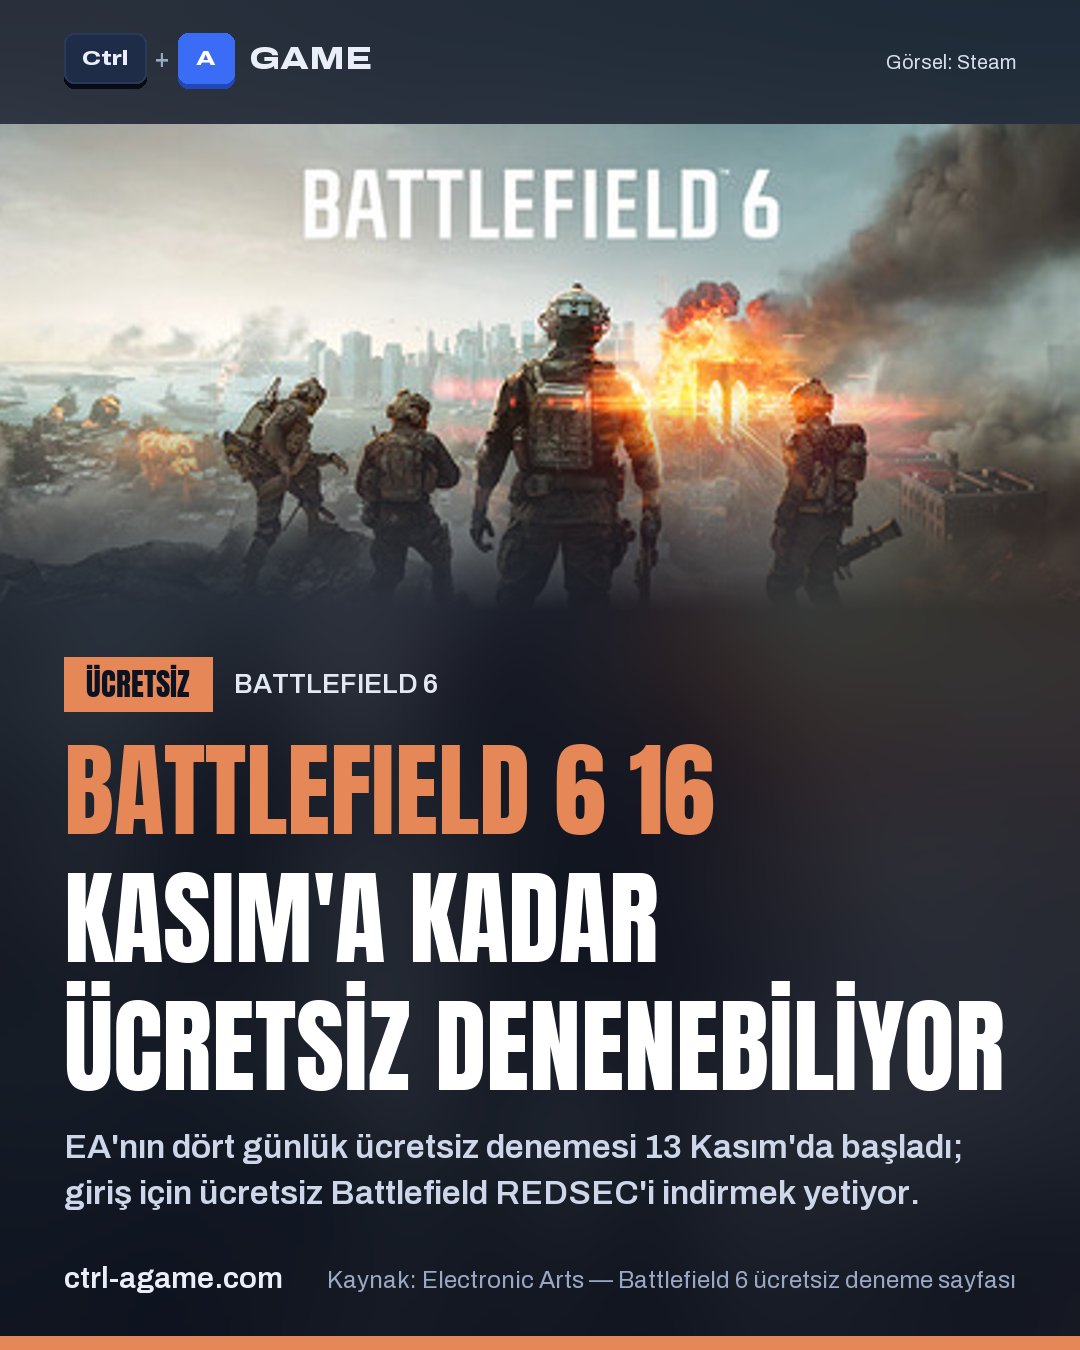 Ctrl + A GAME
Görsel: Steam
BATTLEFIELD™ 6
ÜCRETSİZ BATTLEFIELD 6
BATTLEFIELD 6 16
KASIM'A KADAR
ÜCRETSİZ DENENEBİLİYOR
EA'nın dört günlük ücretsiz denemesi 13 Kasım'da başladı;
giriş için ücretsiz Battlefield REDSEC'i indirmek yetiyor.
ctrl-agame.com
Kaynak: Electronic Arts — Battlefield 6 ücretsiz deneme sayfası